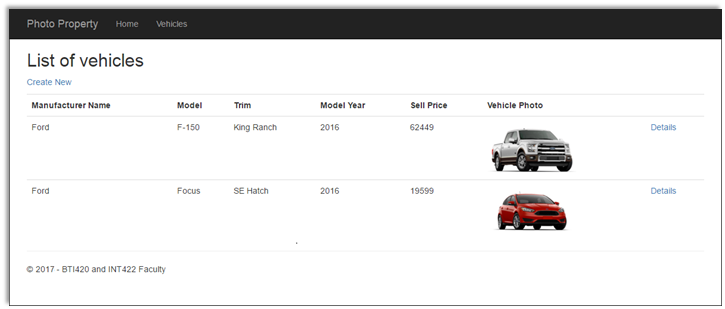 Photo Property Home Vehicles
List of vehicles
Create New
Manufacturer Name Model Trim Model Year Sell Price Vehicle Photo
Ford F-150 King Ranch 2016 62449 Details
Ford Focus SE Hatch 2016 19599 Details
© 2017 - BTI420 and INT422 Faculty